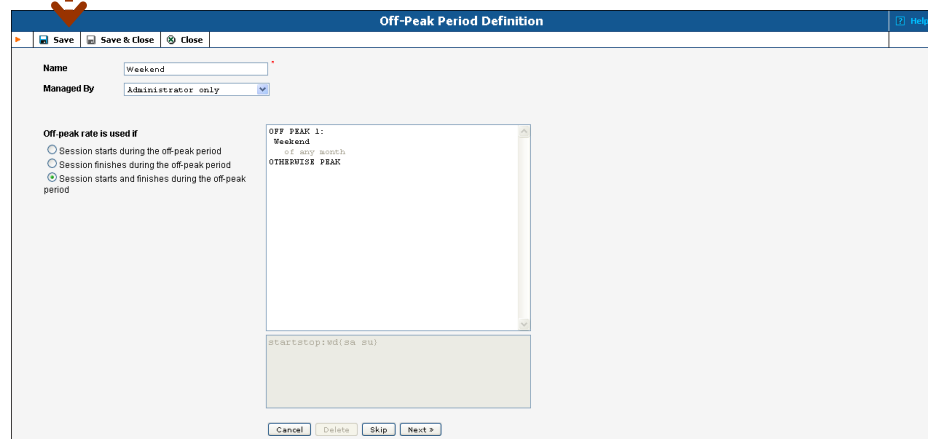 Off-Peak Period Definition
Help
Save
Save & Close
Close
Name
Weekend
*
Managed By
Administrator only
Off-peak rate is used if
Session starts during the off-peak period
Session finishes during the off-peak period
Session starts and finishes during the off-peak
period
OFF PEAK 1:
Weekend
of any month
OTHERWISE PEAK
startstop:wd(sa su)
Cancel
Delete
Skip
Next »